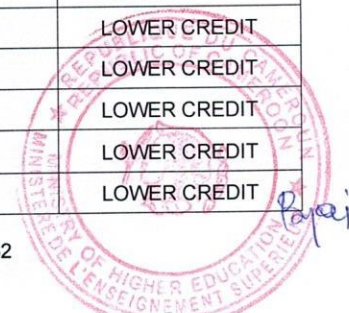 LOWER CREDIT
LOWER CREDIT
LOWER CREDIT
LOWER CREDIT
LOWER CREDIT
2
REPUBLIQUE DU CAMEROUN
REPUBLIC OF CAMEROON
MINISTRY OF HIGHER EDUCATION
MINISTERE DE L'ENSEIGNEMENT SUPERIEUR